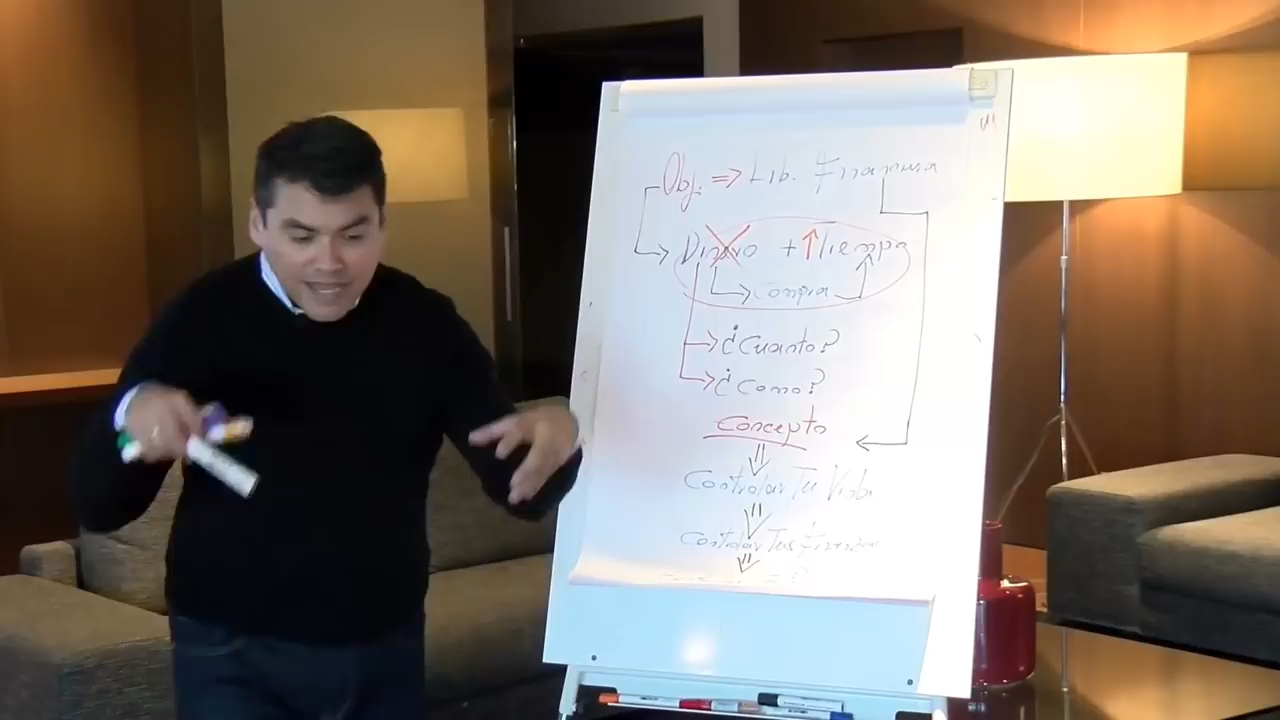 Obj. => Lib. Financiera
Dinero + ↑Tiempo
Compra
¿Cuanto?
¿Como?
Concepto
Controlar Tu Vida
Controlar Tus Finanzas